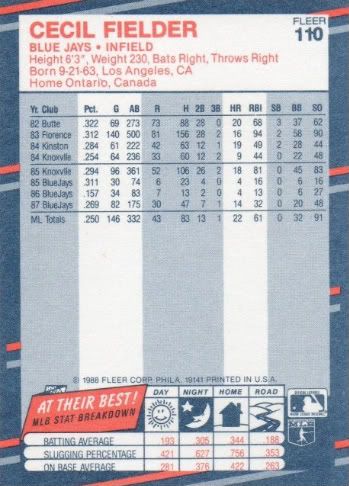 CECIL FIELDER
FLEER
110
BLUE JAYS • INFIELD
Height 6'3", Weight 230, Bats Right, Throws Right
Born 9-21-63, Los Angeles, CA
Home Ontario, Canada
Yr. Club Pct. G AB R H 2B 3B HR RBI SB BB SO
82 Butte .322 69 273 73 88 28 0 20 68 3 37 62
83 Florence .312 140 500 81 156 28 2 16 94 2 58 90
84 Kinston .284 61 222 42 63 12 1 19 49 2 28 44
84 Knoxvlle .254 64 236 33 60 12 2 9 44 0 22 48
85 Knoxvlle .294 96 361 52 106 26 2 18 81 0 45 83
85 BlueJays .311 30 74 6 23 4 0 4 16 0 6 16
86 BlueJays .157 34 83 7 13 2 0 4 13 0 6 27
87 BlueJays .269 82 175 30 47 7 1 14 32 0 20 48
ML Totals .250 146 332 43 83 13 1 22 61 0 32 91
© 1988 FLEER CORP. PHILA. 19141 PRINTED IN U.S.A.
AT THEIR BEST!
MLB STAT BREAKDOWN
DAY NIGHT HOME ROAD
BATTING AVERAGE 193 305 344 188
SLUGGING PERCENTAGE 421 627 756 353
ON BASE AVERAGE 281 376 422 263